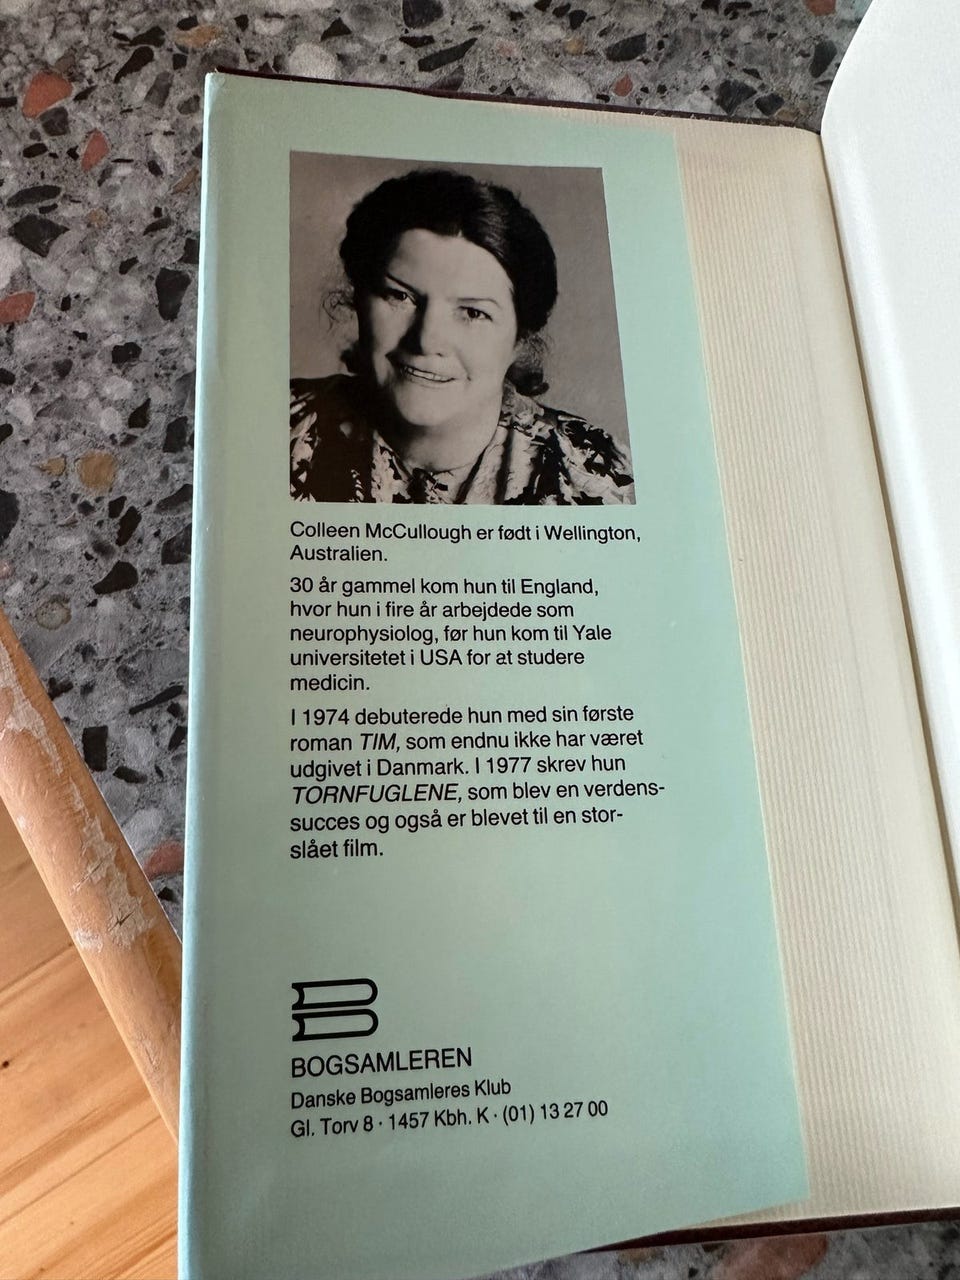 Colleen McCullough er født i Wellington,
Australien.
30 år gammel kom hun til England,
hvor hun i fire år arbejdede som
neurophysiolog, før hun kom til Yale
universitetet i USA for at studere
medicin.
I 1974 debuterede hun med sin første
roman TIM, som endnu ikke har været
udgivet i Danmark. I 1977 skrev hun
TORNFUGLENE, som blev en verdens-
succes og også er blevet til en stor-
slået film.
BOGSAMLEREN
Danske Bogsamleres Klub
Gl. Torv 8 · 1457 Kbh. K · (01) 13 27 00